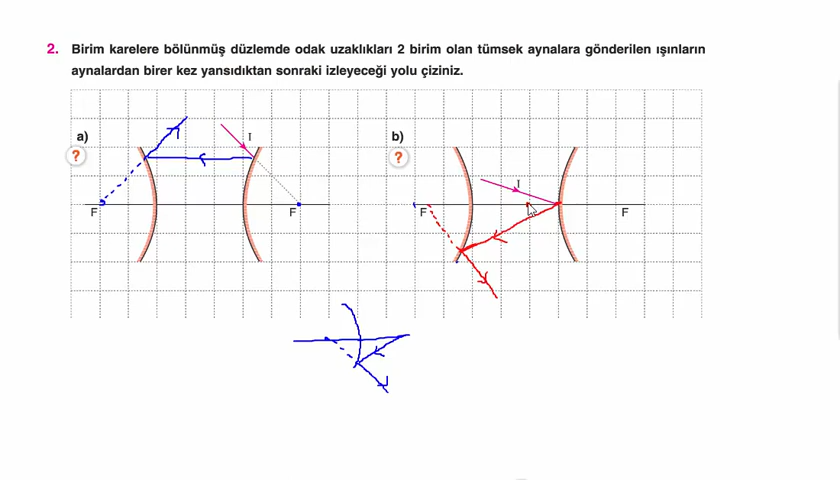 2. Birim karelere bölünmüş düzlemde odak uzaklıkları 2 birim olan tümsek aynalara gönderilen ışınların
aynalardan birer kez yansıdıktan sonraki izleyeceği yolu çiziniz.
a) I b)
? ?
I
F F F F